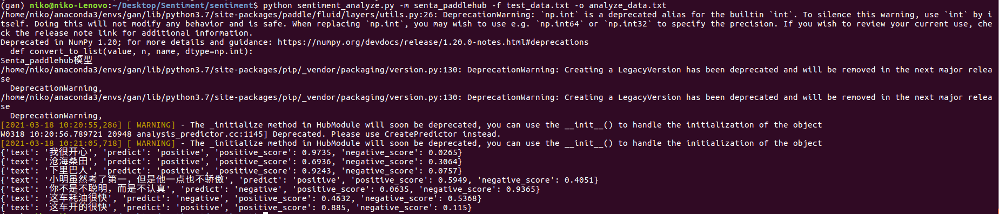 (gan) niko@niko-Lenovo:~/Desktop/Sentiment/sentiment$ python sentiment_analyze.py -m senta_paddlehub -f test_data.txt -o analyze_data.txt
/home/niko/anaconda3/envs/gan/lib/python3.7/site-packages/paddle/fluid/layers/utils.py:26: DeprecationWarning: `np.int` is a deprecated alias for the builtin `int`. To silence this warning, use `int` by i
tself. Doing this will not modify any behavior and is safe. When replacing `np.int`, you may wish to use e.g. `np.int64` or `np.int32` to specify the precision. If you wish to review your current use, che
ck the release note link for additional information.
Deprecated in NumPy 1.20; for more details and guidance: https://numpy.org/devdocs/release/1.20.0-notes.html#deprecations
  def convert_to_list(value, n, name, dtype=np.int):
Senta_paddlehub模型
/home/niko/anaconda3/envs/gan/lib/python3.7/site-packages/pip/_vendor/packaging/version.py:130: DeprecationWarning: Creating a LegacyVersion has been deprecated and will be removed in the next major relea
se
  DeprecationWarning,
/home/niko/anaconda3/envs/gan/lib/python3.7/site-packages/pip/_vendor/packaging/version.py:130: DeprecationWarning: Creating a LegacyVersion has been deprecated and will be removed in the next major relea
se
  DeprecationWarning,
[2021-03-18 10:20:55,286] [ WARNING] - The _initialize method in HubModule will soon be deprecated, you can use the __init__() to handle the initialization of the object
W0318 10:20:56.789721 20948 analysis_predictor.cc:1145] Deprecated. Please use CreatePredictor instead.
[2021-03-18 10:21:05,718] [ WARNING] - The _initialize method in HubModule will soon be deprecated, you can use the __init__() to handle the initialization of the object
{'text': '我很开心', 'predict': 'positive', 'positive_score': 0.9735, 'negative_score': 0.0265}
{'text': '沧海桑田', 'predict': 'positive', 'positive_score': 0.6936, 'negative_score': 0.3064}
{'text': '下里巴人', 'predict': 'positive', 'positive_score': 0.9243, 'negative_score': 0.0757}
{'text': '小明虽然考了第一，但是他一点也不骄傲', 'predict': 'positive', 'positive_score': 0.5949, 'negative_score': 0.4051}
{'text': '你不是不聪明，而是不认真', 'predict': 'negative', 'positive_score': 0.0635, 'negative_score': 0.9365}
{'text': '这车耗油很快', 'predict': 'negative', 'positive_score': 0.4632, 'negative_score': 0.5368}
{'text': '这车开的很快', 'predict': 'positive', 'positive_score': 0.885, 'negative_score': 0.115}